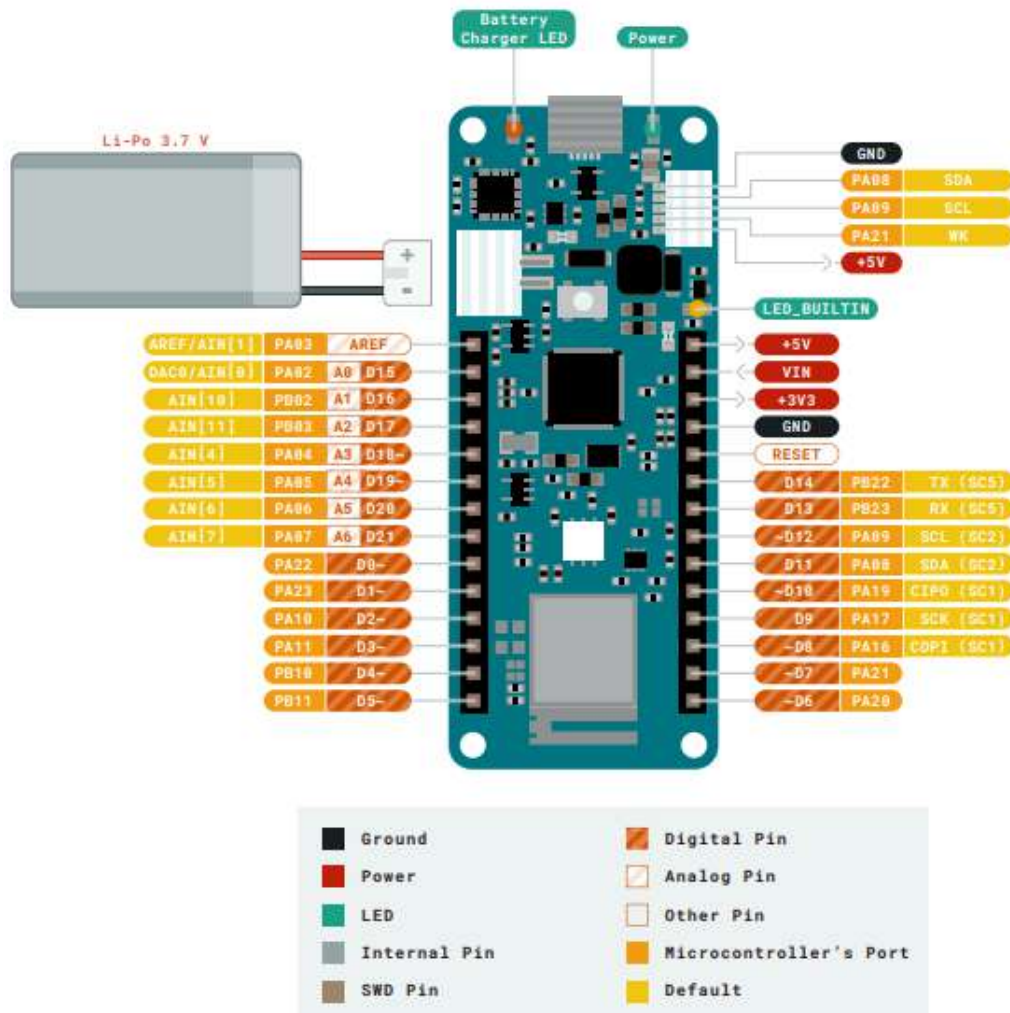 Battery
Charger LED
Power
Li-Po 3.7 V
+
-
GND
PA08 SDA
PA09 SCL
PA21 WK
+5V
LED_BUILTIN
AREF/AIN[1] PA03 AREF
DAC0/AIN[0] PA02 A0 D15
AIN[10] PB02 A1 D16
AIN[11] PB03 A2 D17
AIN[4] PA04 A3 D18~
AIN[5] PA05 A4 D19~
AIN[6] PA06 A5 D20
AIN[7] PA07 A6 D21
PA22 D0~
PA23 D1~
PA10 D2~
PA11 D3~
PB10 D4~
PB11 D5~
+5V
VIN
+3V3
GND
RESET
D14 PB22 TX (SC5)
D13 PB23 RX (SC5)
~D12 PA09 SCL (SC2)
D11 PA08 SDA (SC2)
~D10 PA19 CIPO (SC1)
D9 PA17 SCK (SC1)
~D8 PA16 COPI (SC1)
~D7 PA21
~D6 PA20
Ground
Power
LED
Internal Pin
SWD Pin
Digital Pin
Analog Pin
Other Pin
Microcontroller's Port
Default